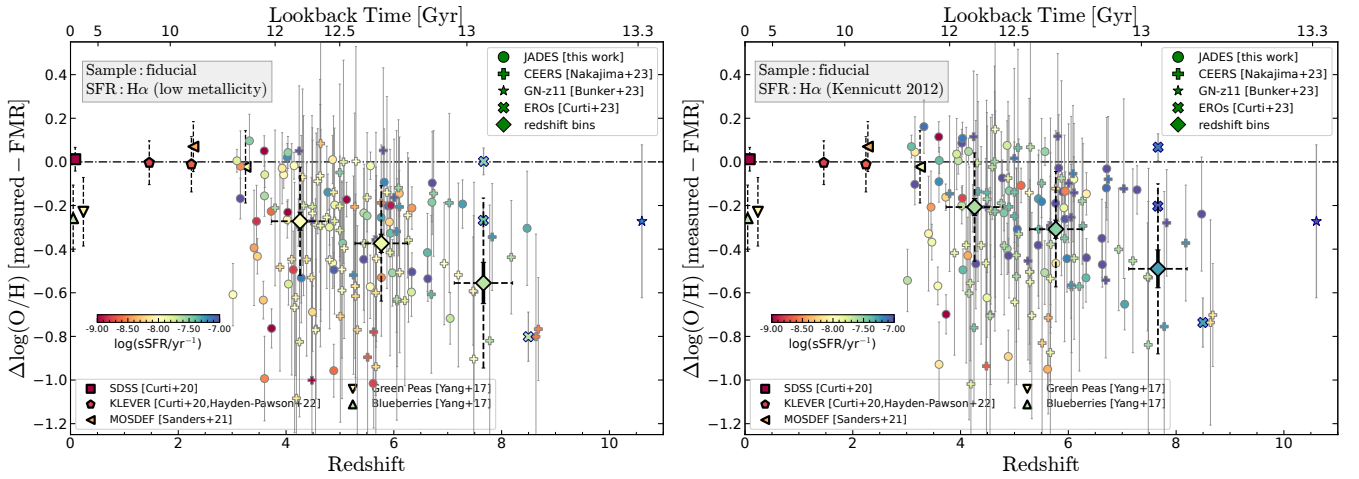 Lookback Time [Gyr]
0 5 10 12 12.5 13 13.3
Sample : fiducial
SFR : Hα (low metallicity)
JADES [this work]
CEERS [Nakajima+23]
GN-z11 [Bunker+23]
EROs [Curti+23]
redshift bins
Δlog(O/H) [measured − FMR]
0.4
0.2
0.0
−0.2
−0.4
−0.6
−0.8
−1.0
−1.2
-9.00 -8.50 -8.00 -7.50 -7.00
log(sSFR/yr⁻¹)
SDSS [Curti+20]
KLEVER [Curti+20,Hayden-Pawson+22]
MOSDEF [Sanders+21]
Green Peas [Yang+17]
Blueberries [Yang+17]
0 2 4 6 8 10
Redshift
Lookback Time [Gyr]
0 5 10 12 12.5 13 13.3
Sample : fiducial
SFR : Hα (Kennicutt 2012)
JADES [this work]
CEERS [Nakajima+23]
GN-z11 [Bunker+23]
EROs [Curti+23]
redshift bins
Δlog(O/H) [measured − FMR]
0.4
0.2
0.0
−0.2
−0.4
−0.6
−0.8
−1.0
−1.2
-9.00 -8.50 -8.00 -7.50 -7.00
log(sSFR/yr⁻¹)
SDSS [Curti+20]
KLEVER [Curti+20,Hayden-Pawson+22]
MOSDEF [Sanders+21]
Green Peas [Yang+17]
Blueberries [Yang+17]
0 2 4 6 8 10
Redshift